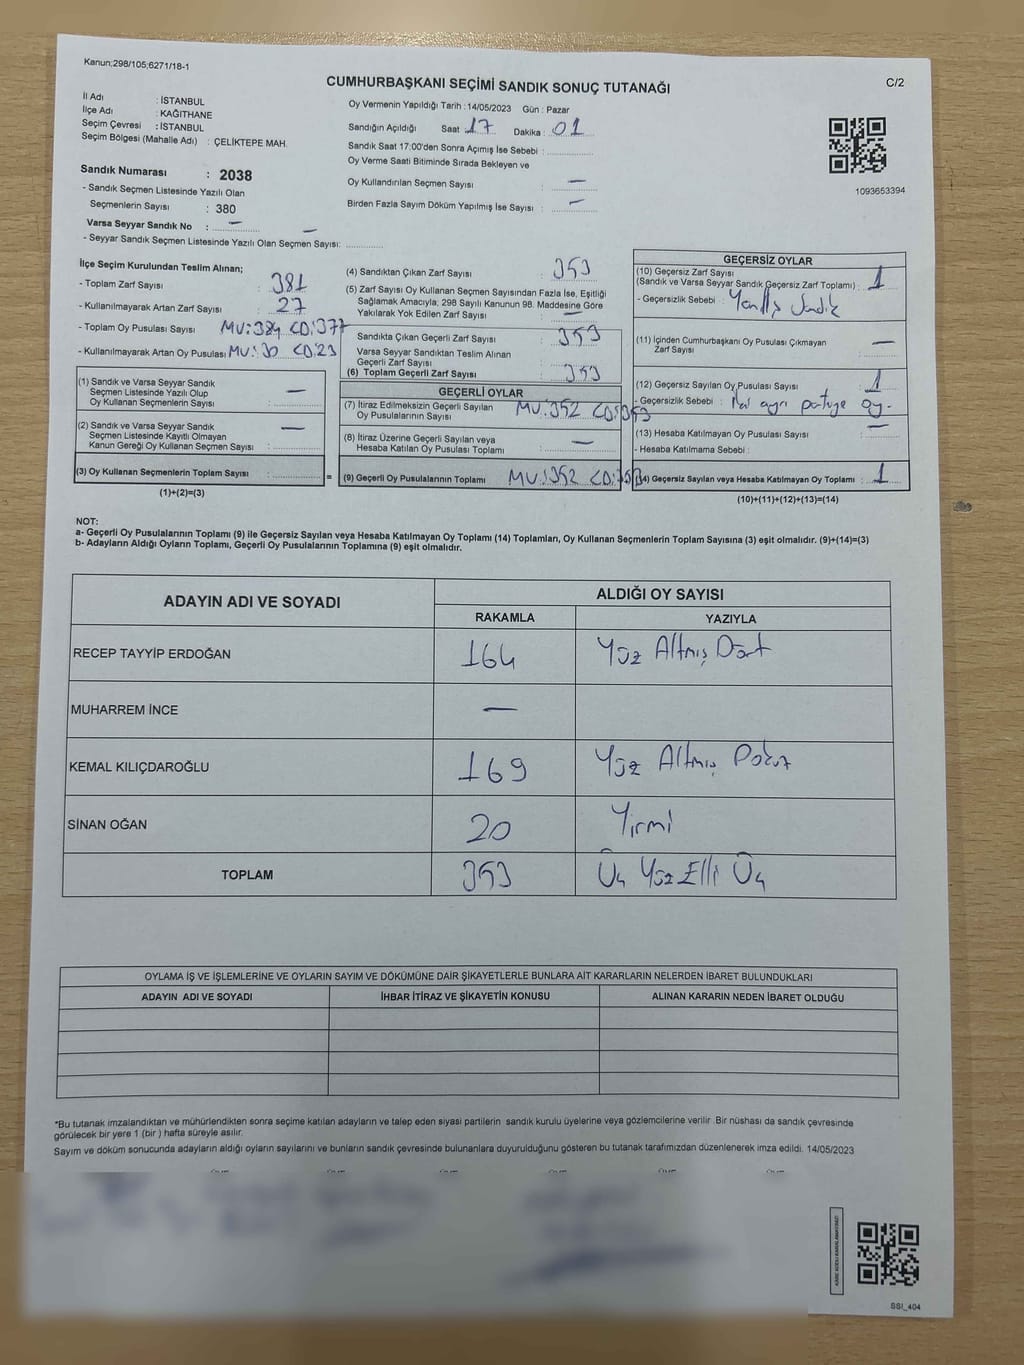 Kanun;298/105;6271/18-1
CUMHURBAŞKANI SEÇİMİ SANDIK SONUÇ TUTANAĞI
C/2
İl Adı : İSTANBUL
İlçe Adı : KAĞITHANE
Seçim Çevresi : İSTANBUL
Seçim Bölgesi (Mahalle Adı) : ÇELİKTEPE MAH.
Sandık Numarası : 2038
- Sandık Seçmen Listesinde Yazılı Olan
Seçmenlerin Sayısı : 380
Varsa Seyyar Sandık No : —
- Seyyar Sandık Seçmen Listesinde Yazılı Olan Seçmen Sayısı: —
Oy Vermenin Yapıldığı Tarih : 14/05/2023 Gün : Pazar
Sandığın Açıldığı Saat 17 Dakika : 01
Sandık Saat 17:00'den Sonra Açımış İse Sebebi :
Oy Verme Saati Bitiminde Sırada Bekleyen ve
Oy Kullandırılan Seçmen Sayısı : —
Birden Fazla Sayım Döküm Yapılmış İse Sayısı : —
1093653394
İlçe Seçim Kurulundan Teslim Alınan;
- Toplam Zarf Sayısı : 381
- Kullanılmayarak Artan Zarf Sayısı : 27
- Toplam Oy Pusulası Sayısı MV:384 CD:377
- Kullanılmayarak Artan Oy Pusulası MV:30 CD:23
(1) Sandık ve Varsa Seyyar Sandık
Seçmen Listesinde Yazılı Olup
Oy Kullanan Seçmenlerin Sayısı : —
(2) Sandık ve Varsa Seyyar Sandık
Seçmen Listesinde Kayıtlı Olmayan
Kanun Gereği Oy Kullanan Seçmen Sayısı : —
(3) Oy Kullanan Seçmenlerin Toplam Sayısı :
(1)+(2)=(3)
=
(4) Sandıktan Çıkan Zarf Sayısı : 353
(5) Zarf Sayısı Oy Kullanan Seçmen Sayısından Fazla İse, Eşitliği
Sağlamak Amacıyla; 298 Sayılı Kanunun 98. Maddesine Göre
Yakılarak Yok Edilen Zarf Sayısı : —
Sandıkta Çıkan Geçerli Zarf Sayısı : 353
Varsa Seyyar Sandıktan Teslim Alınan
Geçerli Zarf Sayısı :
(6) Toplam Geçerli Zarf Sayısı : 353
GEÇERLİ OYLAR
(7) İtiraz Edilmeksizin Geçerli Sayılan
Oy Pusulalarının Sayısı : MV:352 CD:353
(8) İtiraz Üzerine Geçerli Sayılan veya
Hesaba Katılan Oy Pusulası Toplamı : —
(9) Geçerli Oy Pusulalarının Toplamı MV:352 CD:353
GEÇERSİZ OYLAR
(10) Geçersiz Zarf Sayısı
(Sandık ve Varsa Seyyar Sandık Geçersiz Zarf Toplamı) : 1
- Geçersizlik Sebebi : Yanlış Sandık
(11) İçinden Cumhurbaşkanı Oy Pusulası Çıkmayan
Zarf Sayısı : —
(12) Geçersiz Sayılan Oy Pusulası Sayısı : 1
- Geçersizlik Sebebi : ayrı partiye oy.
(13) Hesaba Katılmayan Oy Pusulası Sayısı : —
- Hesaba Katılmama Sebebi :
(14) Geçersiz Sayılan veya Hesaba Katılmayan Oy Toplamı : 1
(10)+(11)+(12)+(13)=(14)
NOT:
a- Geçerli Oy Pusulalarının Toplamı (9) ile Geçersiz Sayılan veya Hesaba Katılmayan Oy Toplamı (14) Toplamları, Oy Kullanan Seçmenlerin Toplam Sayısına (3) eşit olmalıdır. (9)+(14)=(3)
b- Adayların Aldığı Oyların Toplamı, Geçerli Oy Pusulalarının Toplamına (9) eşit olmalıdır.
ADAYIN ADI VE SOYADI
ALDIĞI OY SAYISI
RAKAMLA YAZIYLA
RECEP TAYYİP ERDOĞAN 164 Yüz Altmış Dört
MUHARREM İNCE —
KEMAL KILIÇDAROĞLU 169 Yüz Altmış Dokuz
SİNAN OĞAN 20 Yirmi
TOPLAM 353 Üç Yüz Elli Üç
OYLAMA İŞ VE İŞLEMLERİNE VE OYLARIN SAYIM VE DÖKÜMÜNE DAİR ŞİKAYETLERLE BUNLARA AİT KARARLARIN NELERDEN İBARET BULUNDUKLARI
ADAYIN ADI VE SOYADI İHBAR İTİRAZ VE ŞİKAYETİN KONUSU ALINAN KARARIN NEDEN İBARET OLDUĞU
*Bu tutanak imzalandıktan ve mühürlendikten sonra seçime katılan adayların ve talep eden siyasi partilerin sandık kurulu üyelerine veya gözlemcilerine verilir .Bir nüshası da sandık çevresinde
görülecek bir yere 1 (bir ) hafta süreyle asılır.
Sayım ve döküm sonucunda adayların aldığı oyların sayılarını ve bunların sandık çevresinde bulunanlara duyurulduğunu gösteren bu tutanak tarafımızdan düzenlenerek imza edildi. 14/05/2023
SSI_404